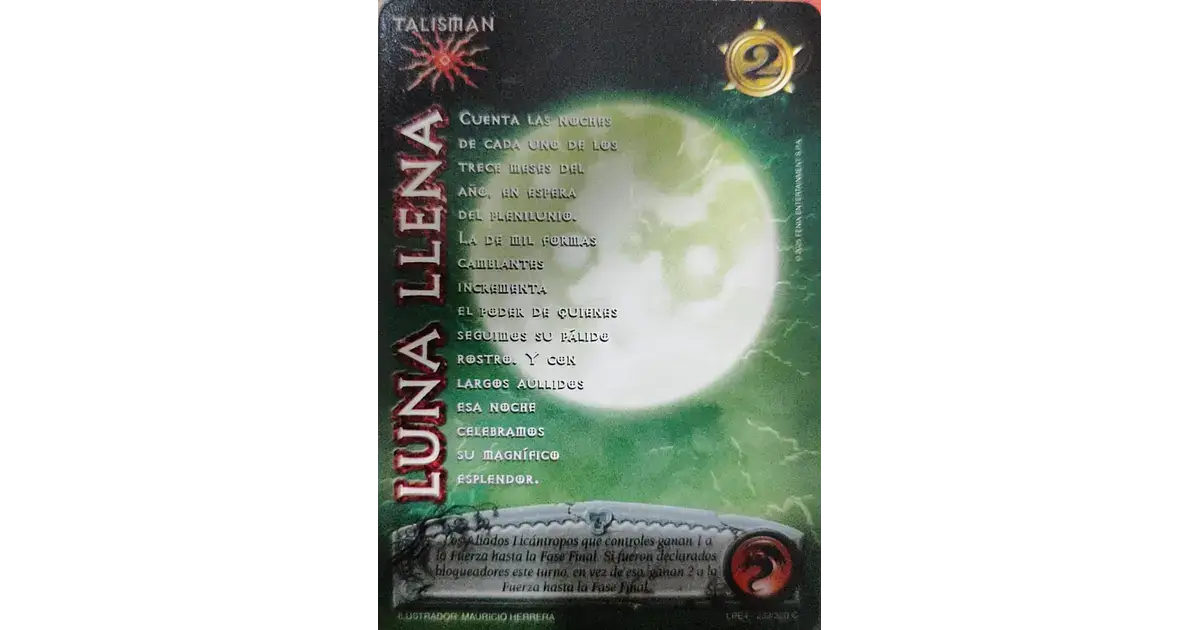 TALISMAN
2
LUNA LLENA
Cuenta las noches
de cada uno de los
trece meses del
año, en espera
del plenilunio.
La de mil formas
cambiantes
incrementa
el poder de quienes
seguimos su pálido
rostro. Y con
largos aullidos
esa noche
celebramos
su magnífico
esplendor.
© 2025 FENIX ENTERTAINMENT S.P.A.
Los Aliados Licántropos que controles ganan 1 a
la Fuerza hasta la Fase Final. Si fueron declarados
bloqueadores este turno, en vez de eso, ganan 2 a la
Fuerza hasta la Fase Final.
ILUSTRADOR: MAURICIO HERRERA